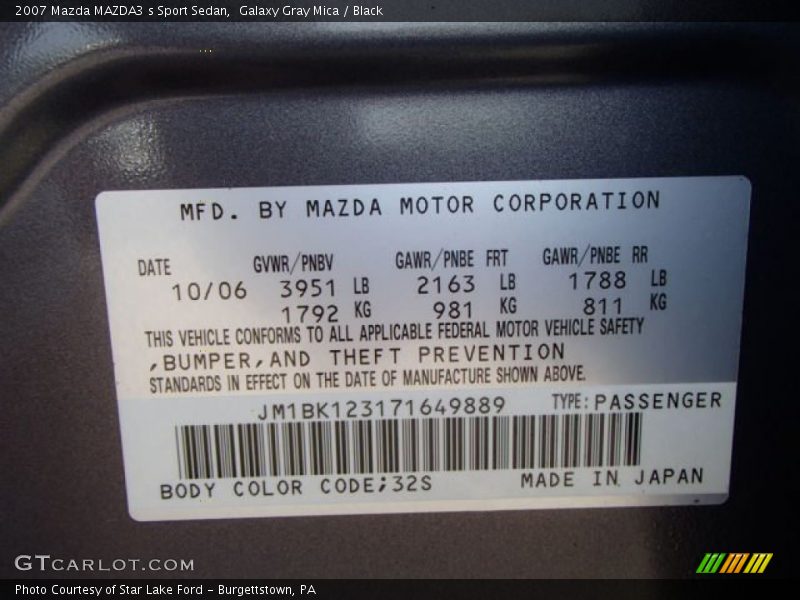 2007 Mazda MAZDA3 s Sport Sedan,  Galaxy Gray Mica / Black
MFD. BY MAZDA MOTOR CORPORATION
DATE GVWR/PNBV GAWR/PNBE FRT GAWR/PNBE RR
10/06 3951 LB 2163 LB 1788 LB
1792 KG 981 KG 811 KG
THIS VEHICLE CONFORMS TO ALL APPLICABLE FEDERAL MOTOR VEHICLE SAFETY
,BUMPER,AND THEFT PREVENTION
STANDARDS IN EFFECT ON THE DATE OF MANUFACTURE SHOWN ABOVE.
JM1BK123171649889 TYPE:PASSENGER
BODY COLOR CODE;32S MADE IN JAPAN
GTCARLOT.COM
Photo Courtesy of Star Lake Ford - Burgettstown, PA